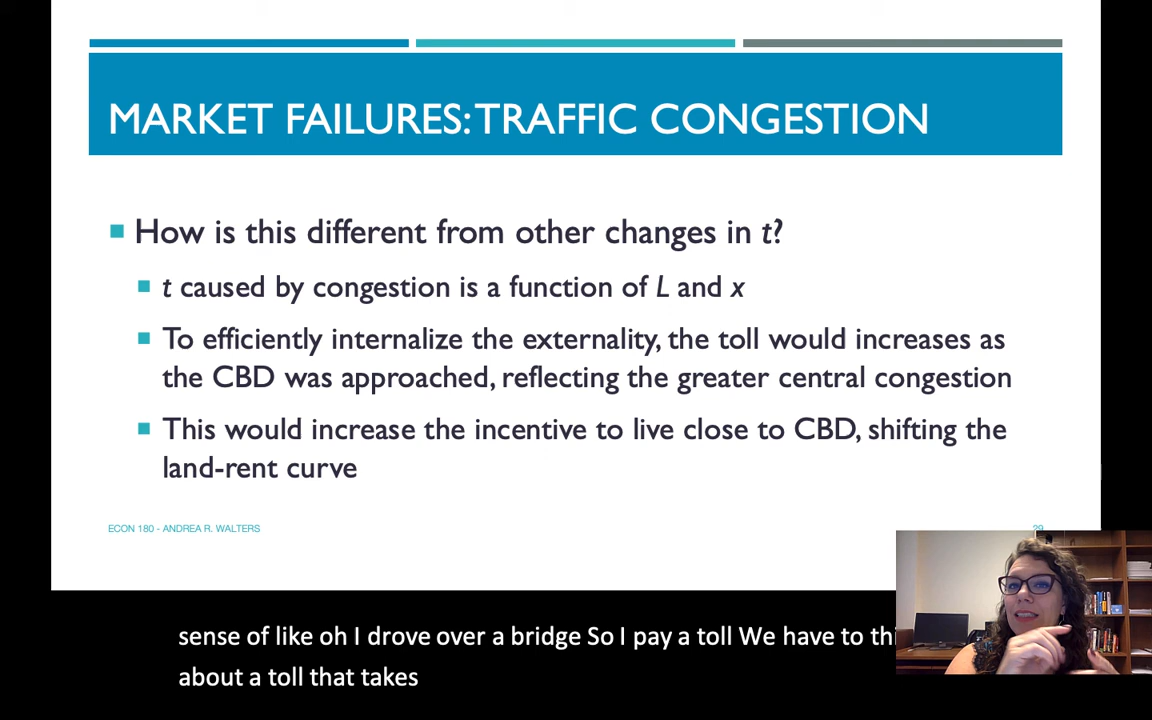 MARKET FAILURES: TRAFFIC CONGESTION
How is this different from other changes in t?
t caused by congestion is a function of L and x
To efficiently internalize the externality, the toll would increases as
the CBD was approached, reflecting the greater central congestion
This would increase the incentive to live close to CBD, shifting the
land-rent curve
ECON 180 - ANDREA R. WALTERS
sense of like oh I drove over a bridge So I pay a toll We have to
about a toll that takes